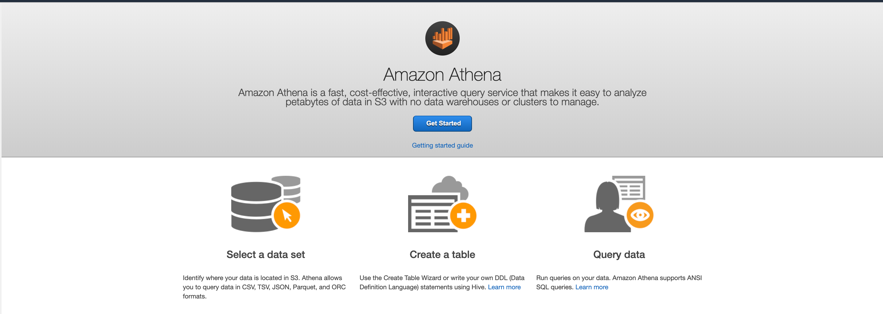 Amazon Athena
Amazon Athena is a fast, cost-effective, interactive query service that makes it easy to analyze
petabytes of data in S3 with no data warehouses or clusters to manage.
Get Started
Getting started guide
Select a data set
Identify where your data is located in S3. Athena allows
you to query data in CSV, TSV, JSON, Parquet, and ORC
formats.
Create a table
Use the Create Table Wizard or write your own DDL (Data
Definition Language) statements using Hive. Learn more
Query data
Run queries on your data. Amazon Athena supports ANSI
SQL queries. Learn more